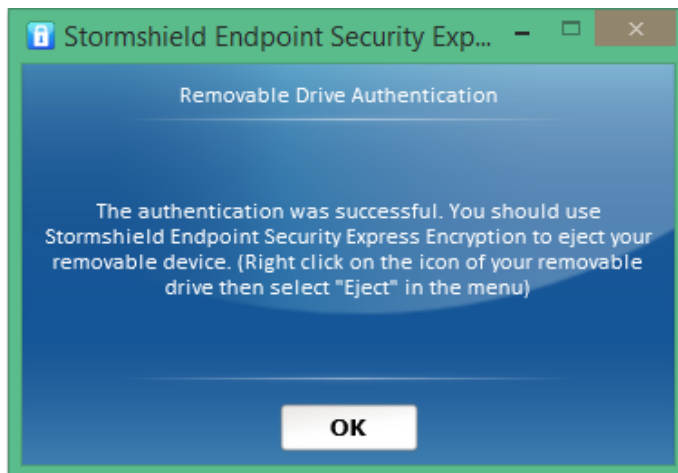 Stormshield Endpoint Security Exp...
Removable Drive Authentication
The authentication was successful. You should use
Stormshield Endpoint Security Express Encryption to eject your
removable device. (Right click on the icon of your removable
drive then select "Eject" in the menu)
OK